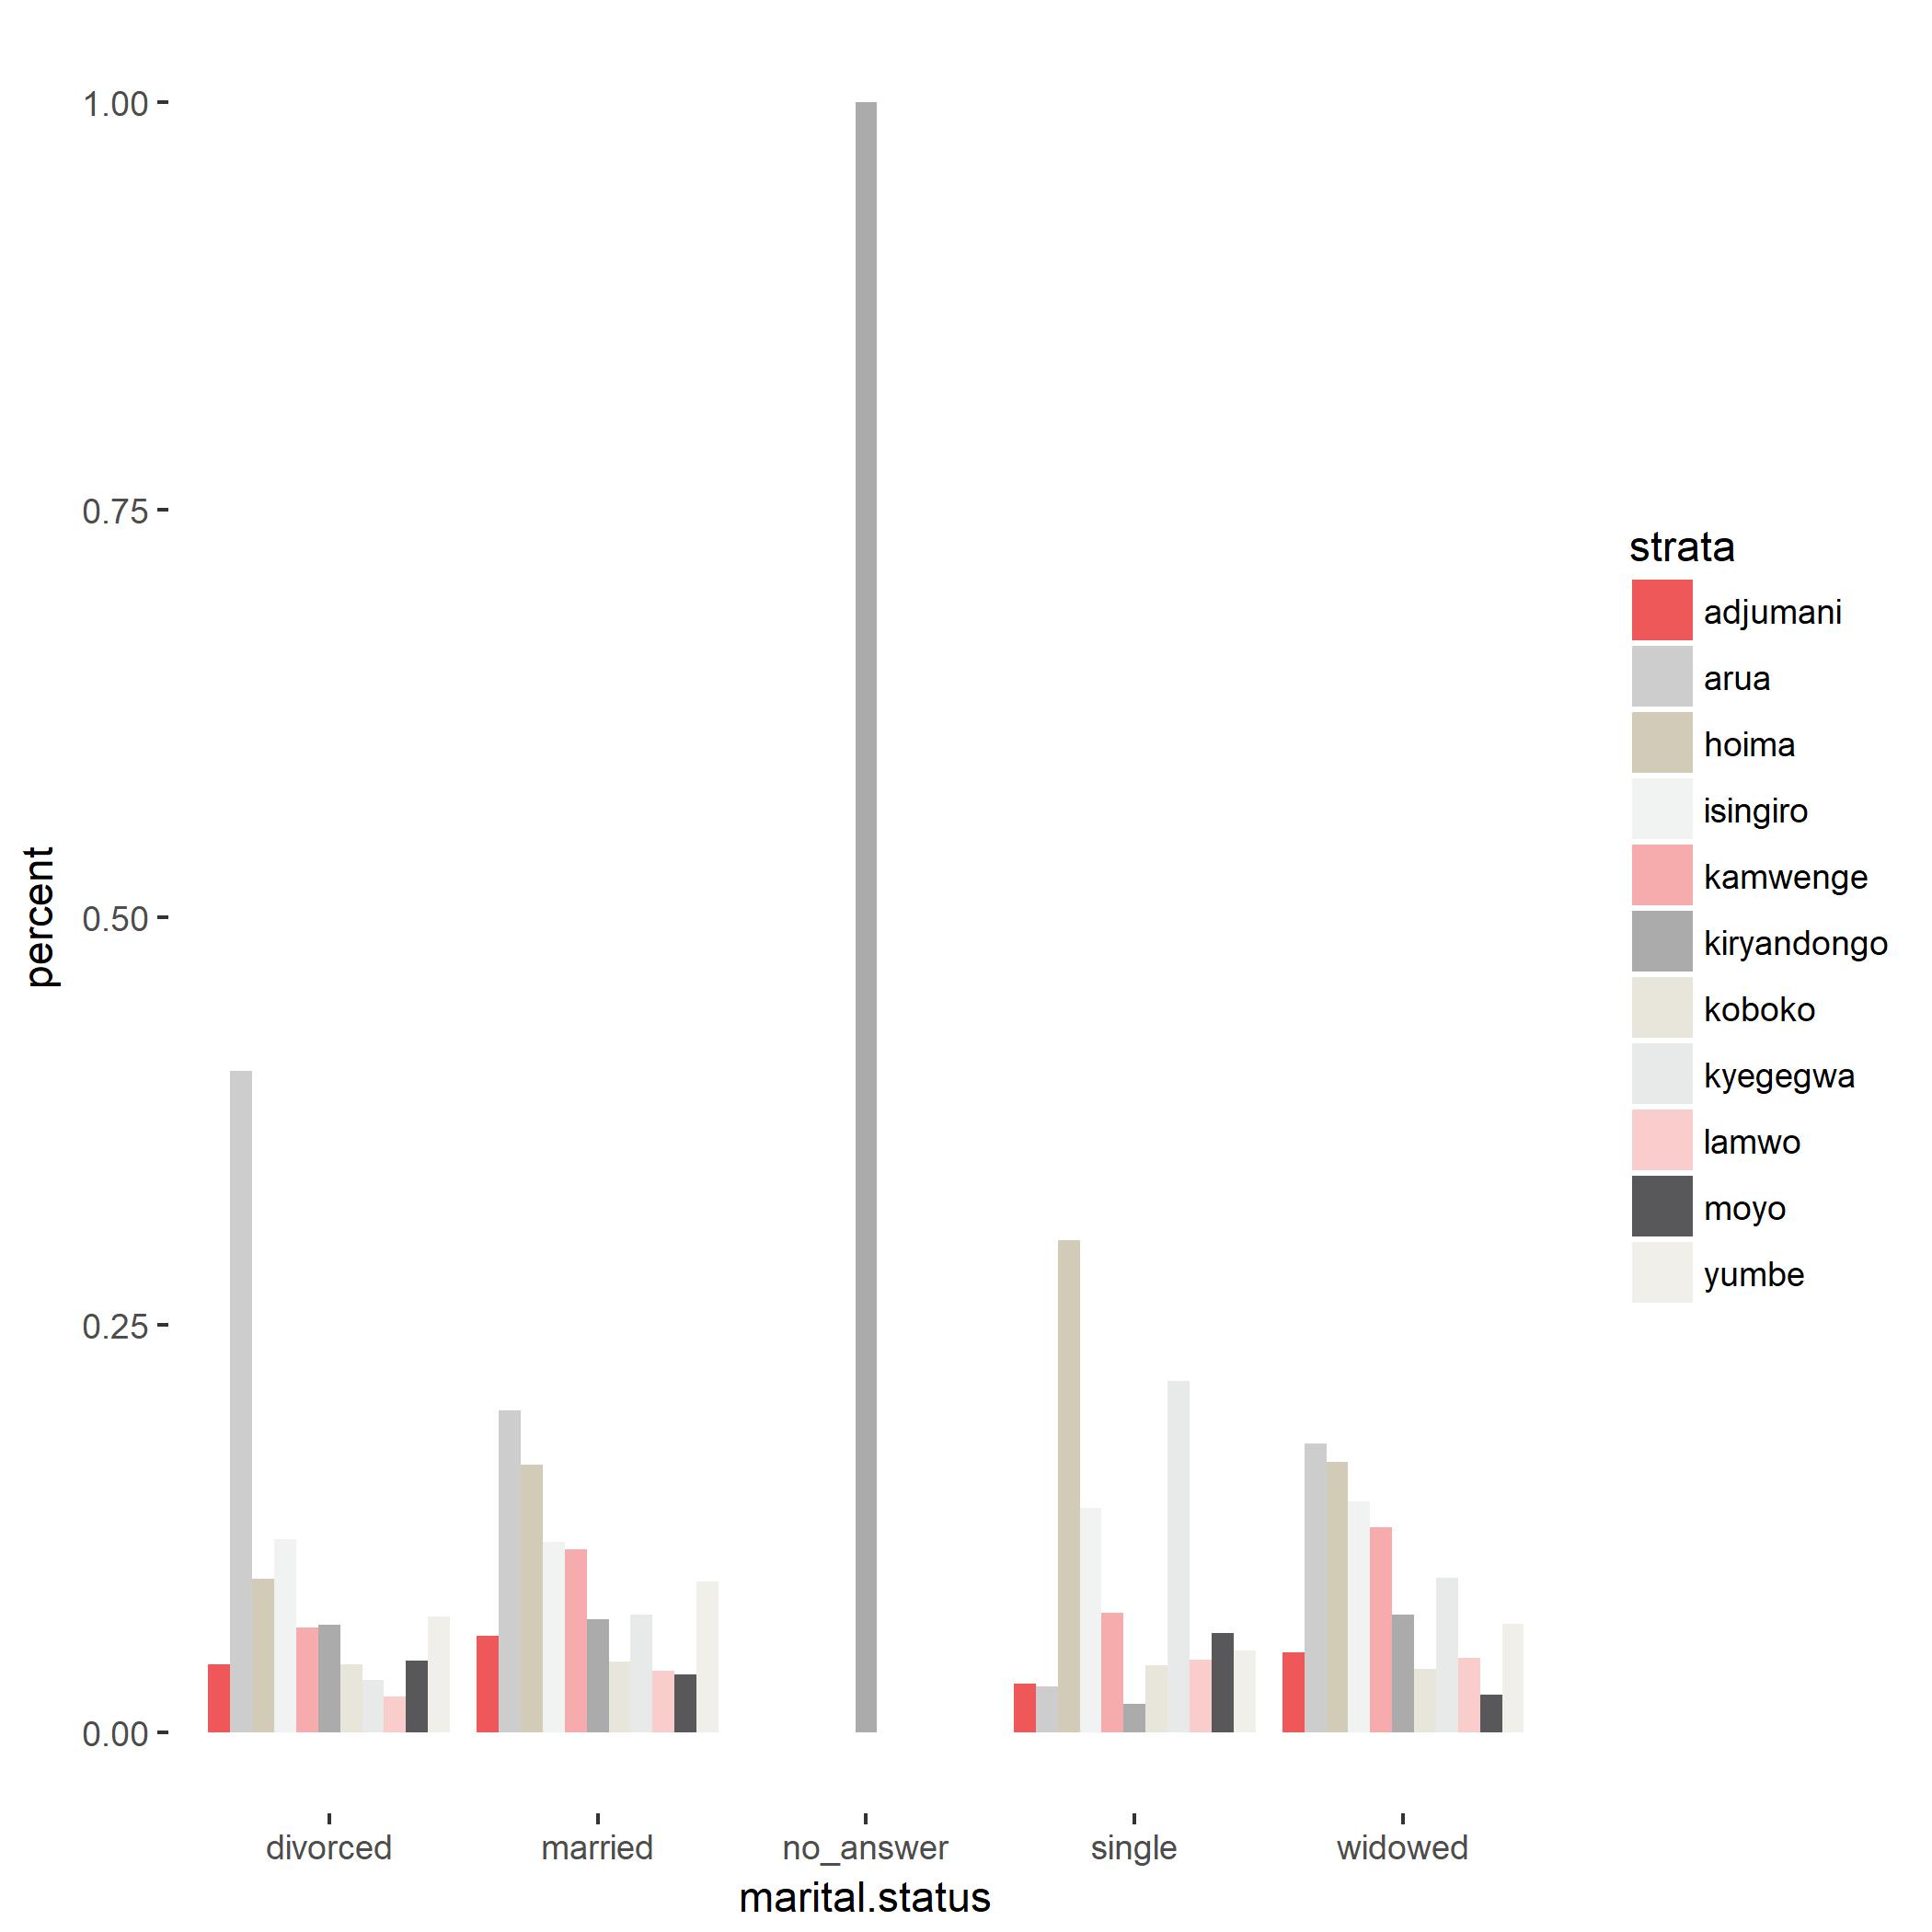 1.00
0.75
0.50
0.25
0.00
percent
divorced
married
no_answer
single
widowed
marital.status
strata
adjumani
arua
hoima
isingiro
kamwenge
kiryandongo
koboko
kyegegwa
lamwo
moyo
yumbe